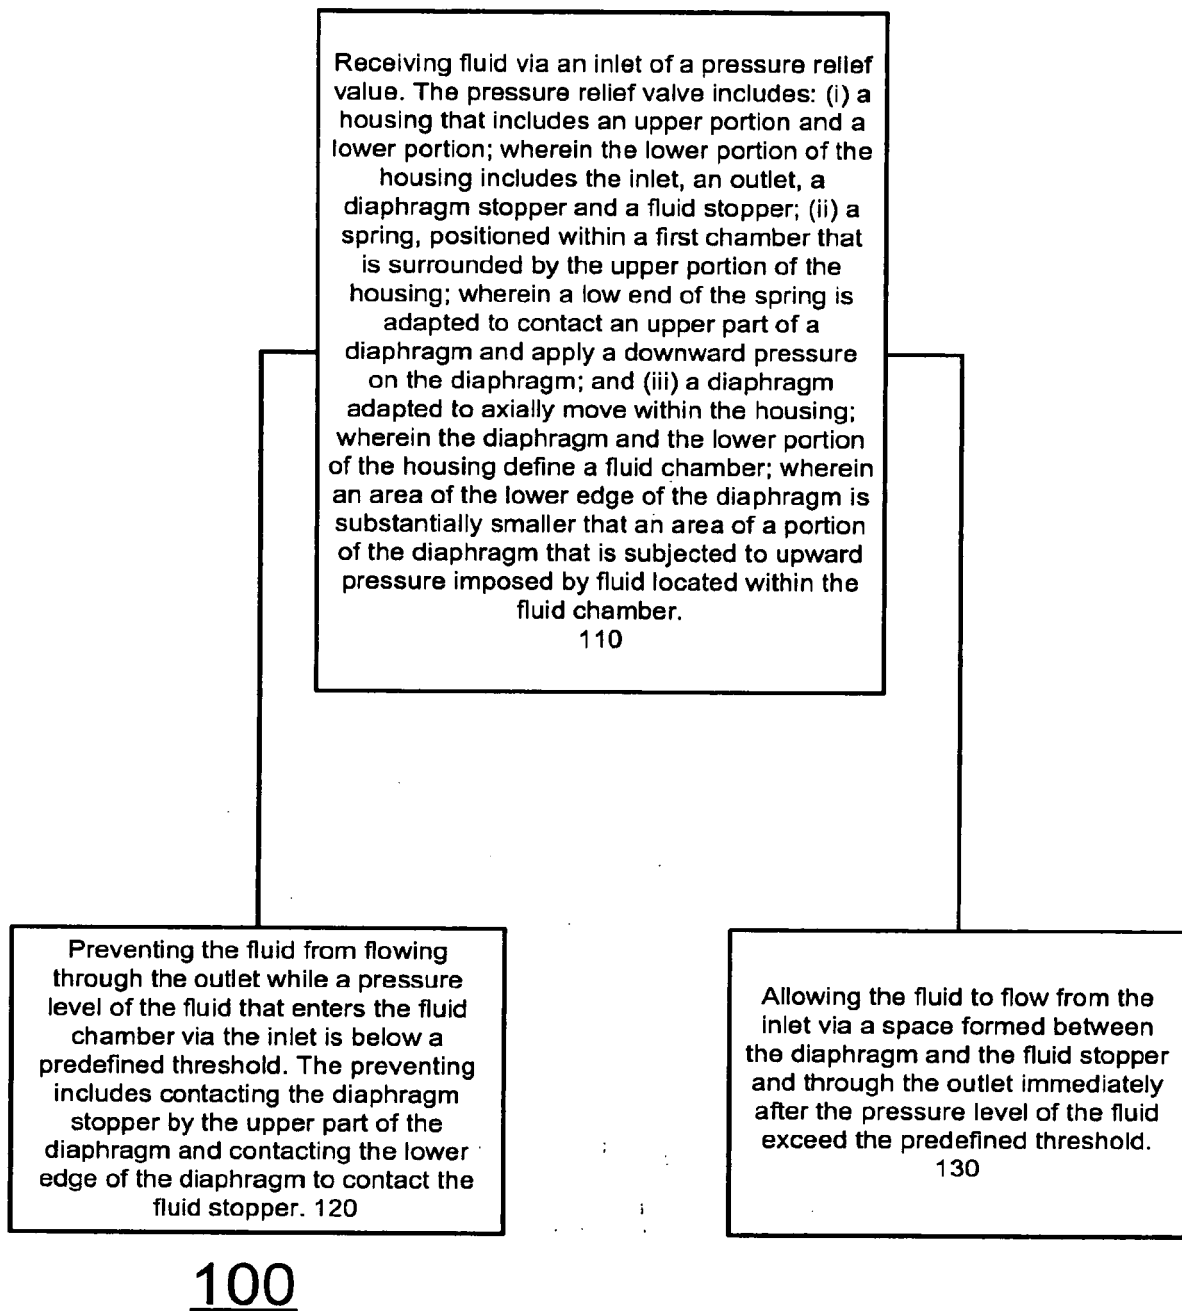 Receiving fluid via an inlet of a pressure relief
value. The pressure relief valve includes: (i) a
housing that includes an upper portion and a
lower portion; wherein the lower portion of the
housing includes the inlet, an outlet, a
diaphragm stopper and a fluid stopper; (ii) a
spring, positioned within a first chamber that
is surrounded by the upper portion of the
housing; wherein a low end of the spring is
adapted to contact an upper part of a
diaphragm and apply a downward pressure
on the diaphragm; and (iii) a diaphragm
adapted to axially move within the housing;
wherein the diaphragm and the lower portion
of the housing define a fluid chamber; wherein
an area of the lower edge of the diaphragm is
substantially smaller that an area of a portion
of the diaphragm that is subjected to upward
pressure imposed by fluid located within the
fluid chamber.
110
Preventing the fluid from flowing
through the outlet while a pressure
level of the fluid that enters the fluid
chamber via the inlet is below a
predefined threshold. The preventing
includes contacting the diaphragm
stopper by the upper part of the
diaphragm and contacting the lower
edge of the diaphragm to contact the
fluid stopper. 120
Allowing the fluid to flow from the
inlet via a space formed between
the diaphragm and the fluid stopper
and through the outlet immediately
after the pressure level of the fluid
exceed the predefined threshold.
130
100